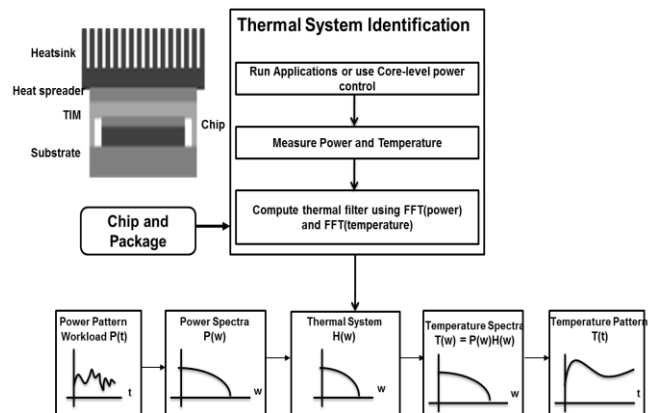 Thermal System Identification
Heatsink
Heat spreader
TIM
Chip
Substrate
Run Applications or use Core-level power
control
Measure Power and Temperature
Compute thermal filter using FFT(power)
and FFT(temperature)
Chip and
Package
Power Pattern
Workload P(t)
t
Power Spectra
P(w)
w
Thermal System
H(w)
w
Temperature Spectra
T(w) = P(w)H(w)
w
Temperature Pattern
T(t)
t